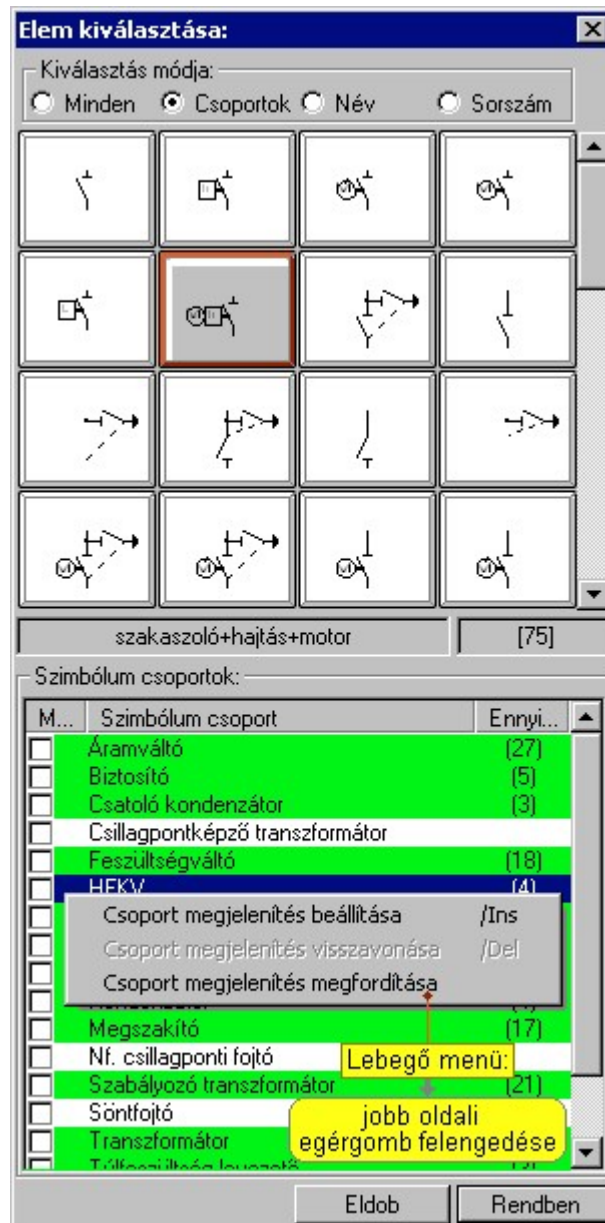 Elem kiválasztása:
Kiválasztás módja:
Minden Csoportok Név Sorszám
szakaszoló+hajtás+motor [75]
Szimbólum csoportok:
M... Szimbólum csoport Ennyi...
Áramváltó (27)
Biztosító (5)
Csatoló kondenzátor (3)
Csillagpontképző transzformátor
Feszültségváltó (18)
HFKV (4)
Csoport megjelenítés beállítása /Ins
Csoport megjelenítés visszavonása /Del
Csoport megjelenítés megfordítása
Megszakító (17)
Nf. csillagponti fojtó
Lebegő menü:
Szabályozó transzformátor (21)
Söntfojtó
jobb oldali
egérgomb felengedése
Transzformátor
Eldob Rendben